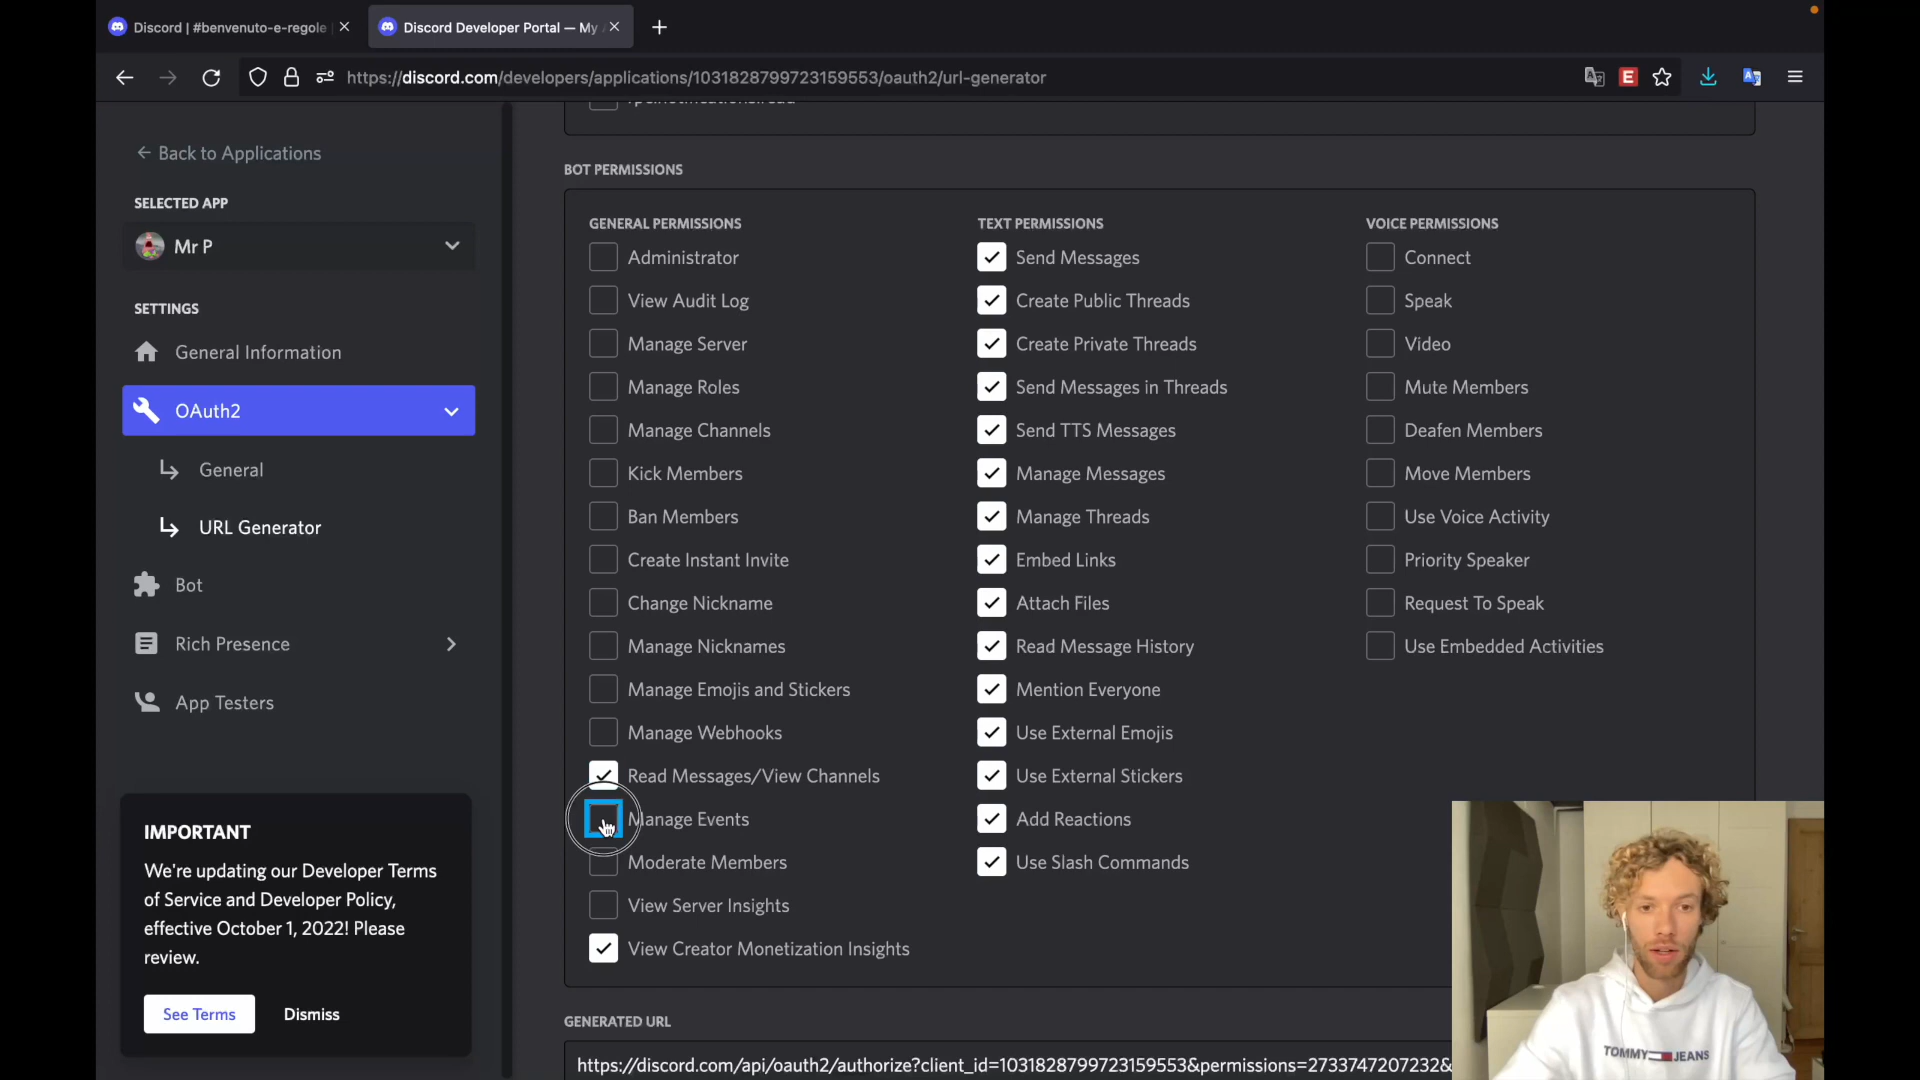 Discord | #benvenuto-e-regole
Discord Developer Portal — My
https://discord.com/developers/applications/1031828799723159553/oauth2/url-generator
E
Back to Applications
SELECTED APP
Mr P
SETTINGS
General Information
OAuth2
General
URL Generator
Bot
Rich Presence
App Testers
IMPORTANT
We're updating our Developer Terms
of Service and Developer Policy,
effective October 1, 2022! Please
review.
See Terms
Dismiss
BOT PERMISSIONS
GENERAL PERMISSIONS
Administrator
View Audit Log
Manage Server
Manage Roles
Manage Channels
Kick Members
Ban Members
Create Instant Invite
Change Nickname
Manage Nicknames
Manage Emojis and Stickers
Manage Webhooks
Read Messages/View Channels
Manage Events
Moderate Members
View Server Insights
View Creator Monetization Insights
TEXT PERMISSIONS
Send Messages
Create Public Threads
Create Private Threads
Send Messages in Threads
Send TTS Messages
Manage Messages
Manage Threads
Embed Links
Attach Files
Read Message History
Mention Everyone
Use External Emojis
Use External Stickers
Add Reactions
Use Slash Commands
VOICE PERMISSIONS
Connect
Speak
Video
Mute Members
Deafen Members
Move Members
Use Voice Activity
Priority Speaker
Request To Speak
Use Embedded Activities
GENERATED URL
https://discord.com/api/oauth2/authorize?client_id=1031828799723159553&permissions=2733747207232&
TOMMY JEANS